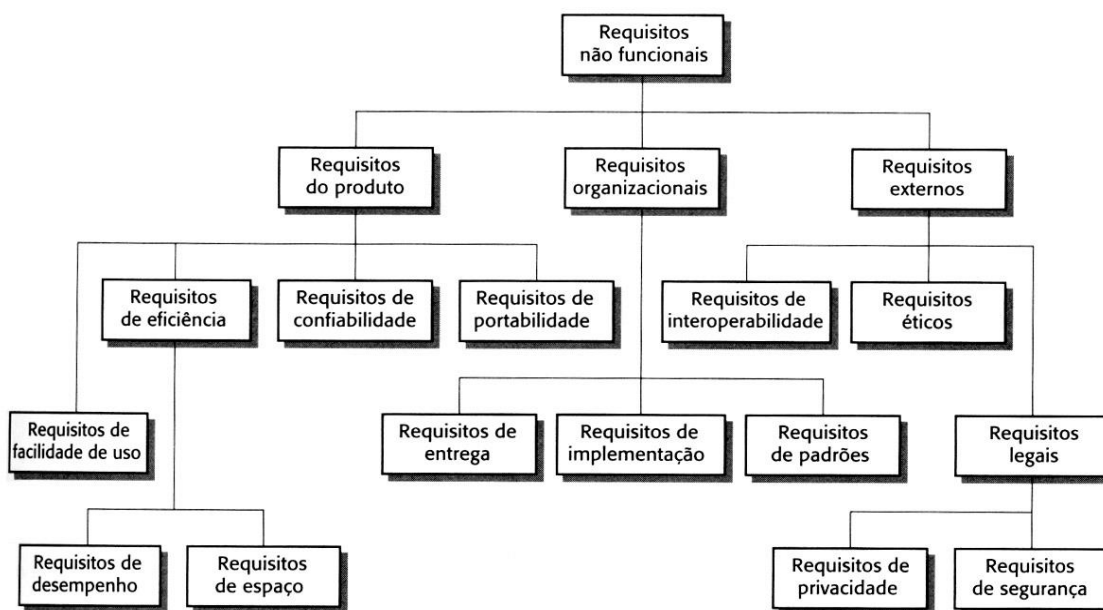 Requisitos
não funcionais
Requisitos
do produto
Requisitos
organizacionais
Requisitos
externos
Requisitos
de eficiência
Requisitos de
confiabilidade
Requisitos de
portabilidade
Requisitos de
interoperabilidade
Requisitos
éticos
Requisitos de
facilidade de uso
Requisitos de
entrega
Requisitos de
implementação
Requisitos
de padrões
Requisitos
legais
Requisitos de
desempenho
Requisitos
de espaço
Requisitos de
privacidade
Requisitos
de segurança